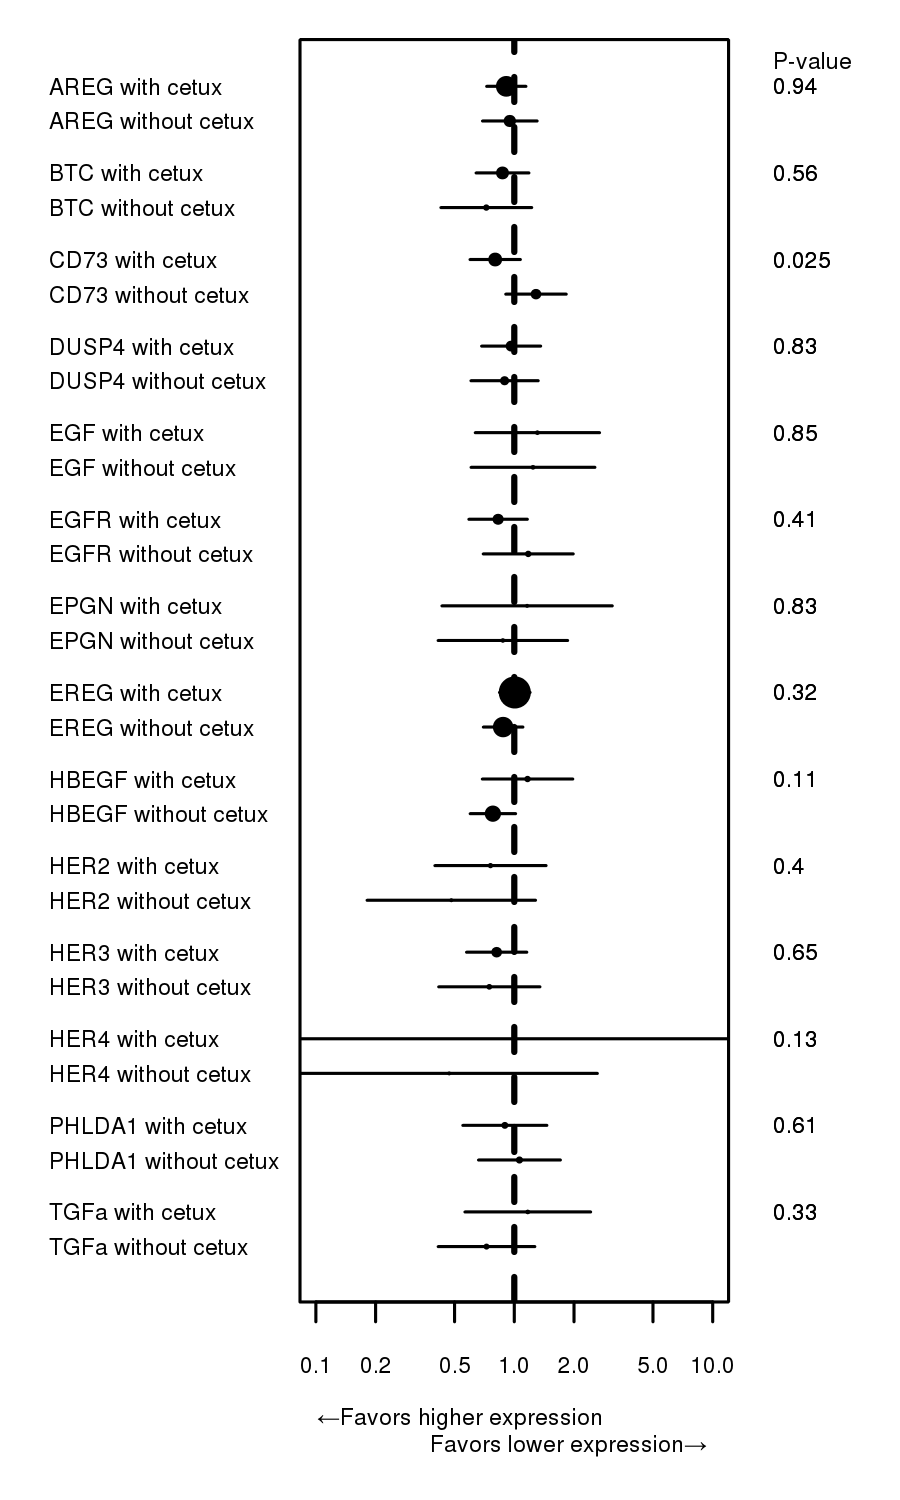 P-value
AREG with cetux 0.94
AREG without cetux
BTC with cetux 0.56
BTC without cetux
CD73 with cetux 0.025
CD73 without cetux
DUSP4 with cetux 0.83
DUSP4 without cetux
EGF with cetux 0.85
EGF without cetux
EGFR with cetux 0.41
EGFR without cetux
EPGN with cetux 0.83
EPGN without cetux
EREG with cetux 0.32
EREG without cetux
HBEGF with cetux 0.11
HBEGF without cetux
HER2 with cetux 0.4
HER2 without cetux
HER3 with cetux 0.65
HER3 without cetux
HER4 with cetux 0.13
HER4 without cetux
PHLDA1 with cetux 0.61
PHLDA1 without cetux
TGFa with cetux 0.33
TGFa without cetux
0.1 0.2 0.5 1.0 2.0 5.0 10.0
←Favors higher expression
Favors lower expression→